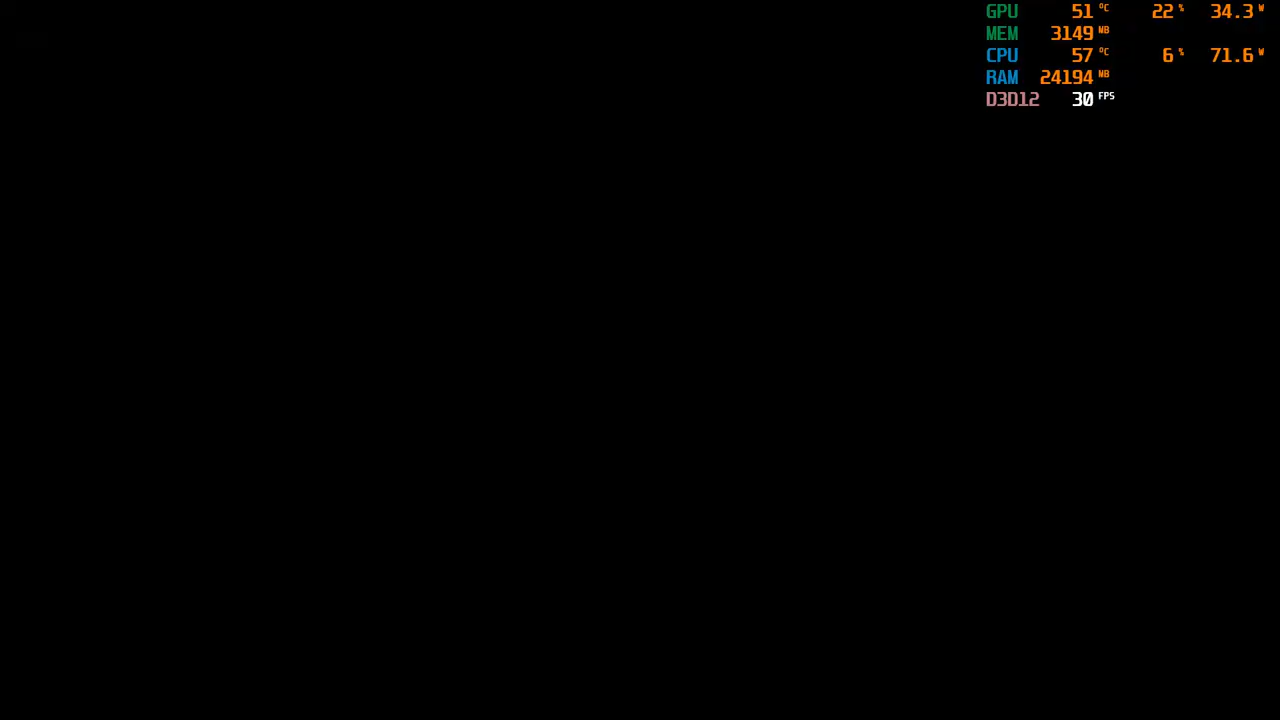 GPU 51 °C 22 % 34.3 W
MEM 3149 MB
CPU 57 °C 6 % 71.6 W
RAM 24194 MB
D3D12 30 FPS